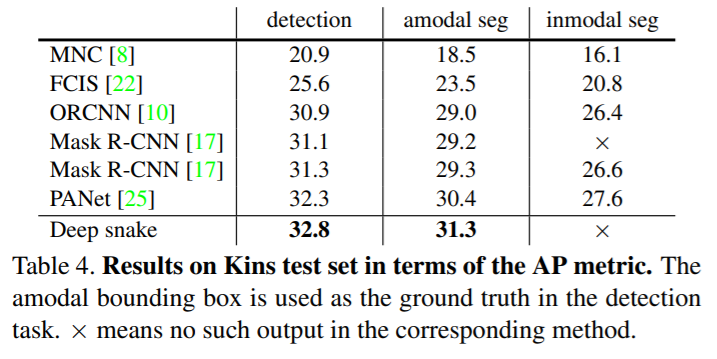 detection amodal seg inmodal seg
MNC [8] 20.9 18.5 16.1
FCIS [22] 25.6 23.5 20.8
ORCNN [10] 30.9 29.0 26.4
Mask R-CNN [17] 31.1 29.2 ×
Mask R-CNN [17] 31.3 29.3 26.6
PANet [25] 32.3 30.4 27.6
Deep snake 32.8 31.3 ×
Table 4. Results on Kins test set in terms of the AP metric. The
amodal bounding box is used as the ground truth in the detection
task. × means no such output in the corresponding method.